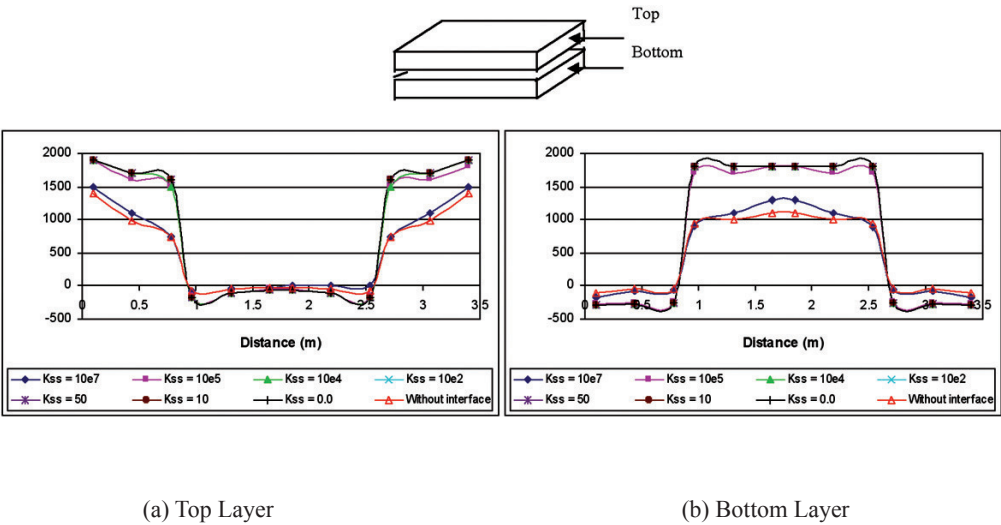 Top
Bottom
2000
1500
1000
500
0
-500
0 0.5 1 1.5 2 2.5 3 3.5
Distance (m)
Kss = 10e7 Kss = 10e5 Kss = 10e4 Kss = 10e2
Kss = 50 Kss = 10 Kss = 0.0 Without interface
2000
1500
1000
500
0
-500
0 0.5 1 1.5 2 2.5 3 3.5
Distance (m)
Kss = 10e7 Kss = 10e5 Kss = 10e4 Kss = 10e2
Kss = 50 Kss = 10 Kss = 0.0 Without interface
(a) Top Layer
(b) Bottom Layer